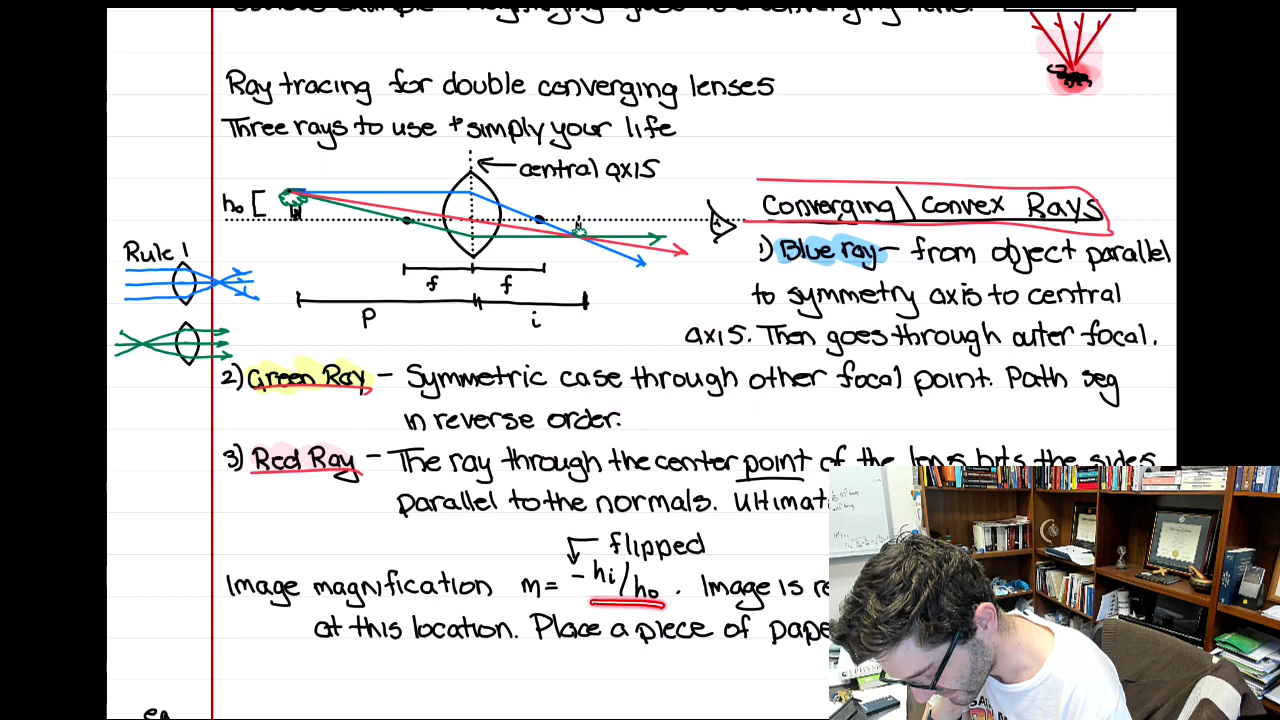 Ray tracing for double converging lenses
Three rays to use + simply your life
central axis
ho [
Converging\convex Rays
1) Blue ray – from object parallel
to symmetry axis to central
axis. Then goes through outer focal.
Rule 1
f f
P i
2) Green Ray – Symmetric case through other focal point. Path seg
in reverse order.
3) Red Ray – The ray through the center point of the lens hits the sides
parallel to the normals.
flipped
Image magnification m= -hi/ho . Image is
at this location. Place a piece of